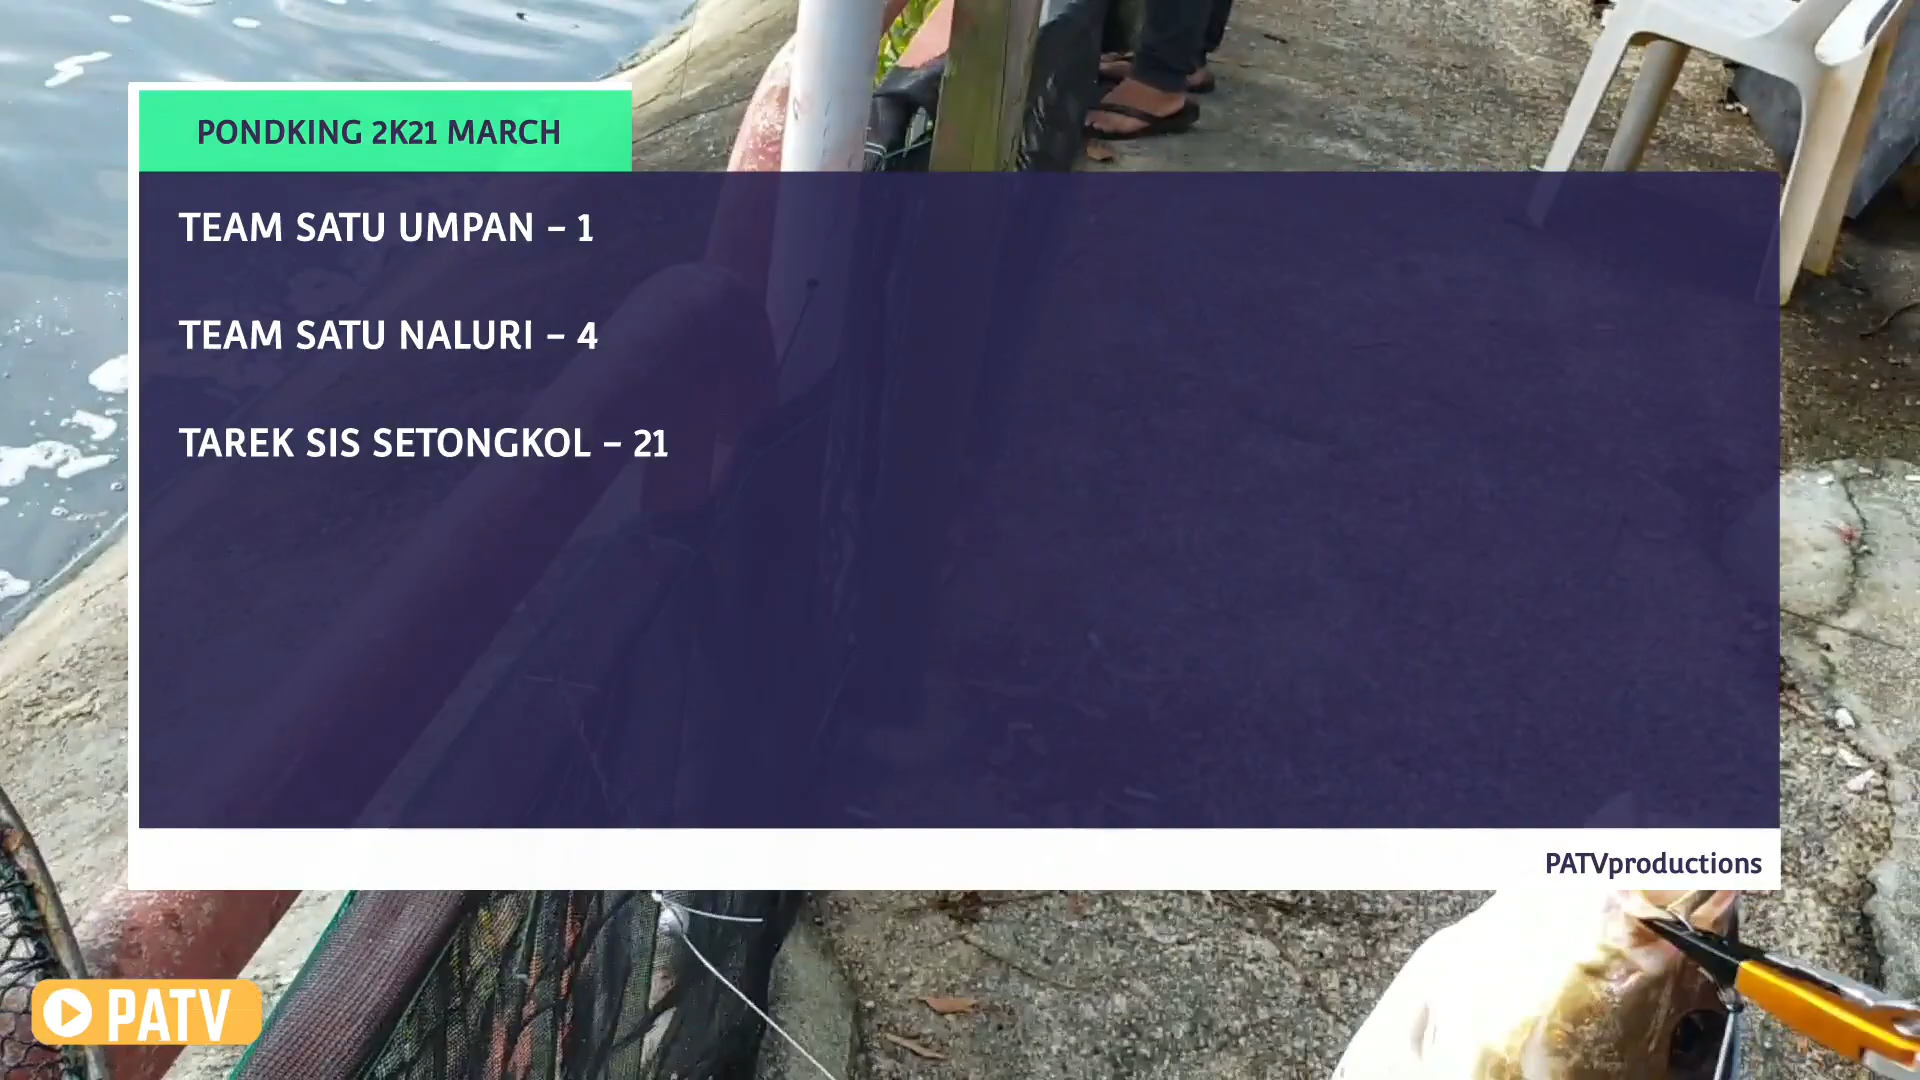 PONDKING 2K21 MARCH
TEAM SATU UMPAN – 1
TEAM SATU NALURI – 4
TAREK SIS SETONGKOL – 21
PATVproductions
PATV